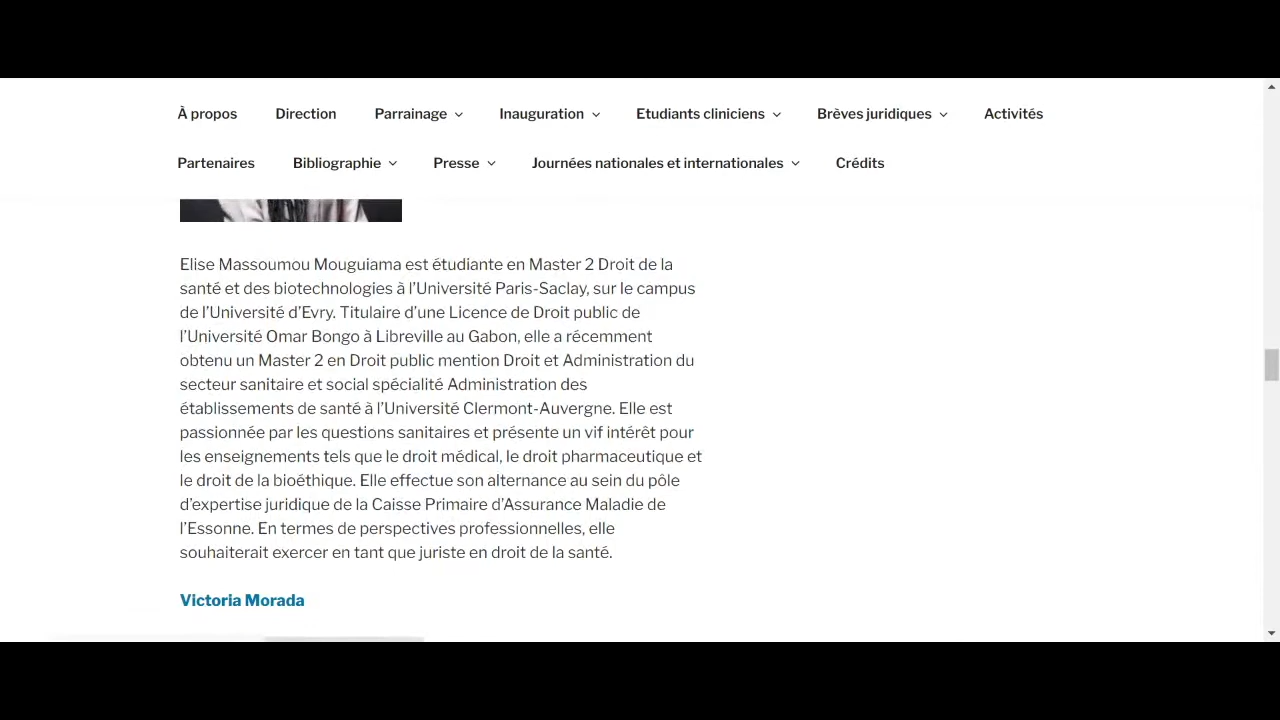 À propos Direction Parrainage Inauguration Etudiants cliniciens Brèves juridiques Activités
Partenaires Bibliographie Presse Journées nationales et internationales Crédits
Elise Massoumou Mouguiama est étudiante en Master 2 Droit de la
santé et des biotechnologies à l’Université Paris-Saclay, sur le campus
de l’Université d’Evry. Titulaire d’une Licence de Droit public de
l’Université Omar Bongo à Libreville au Gabon, elle a récemment
obtenu un Master 2 en Droit public mention Droit et Administration du
secteur sanitaire et social spécialité Administration des
établissements de santé à l’Université Clermont-Auvergne. Elle est
passionnée par les questions sanitaires et présente un vif intérêt pour
les enseignements tels que le droit médical, le droit pharmaceutique et
le droit de la bioéthique. Elle effectue son alternance au sein du pôle
d’expertise juridique de la Caisse Primaire d’Assurance Maladie de
l’Essonne. En termes de perspectives professionnelles, elle
souhaiterait exercer en tant que juriste en droit de la santé.
Victoria Morada